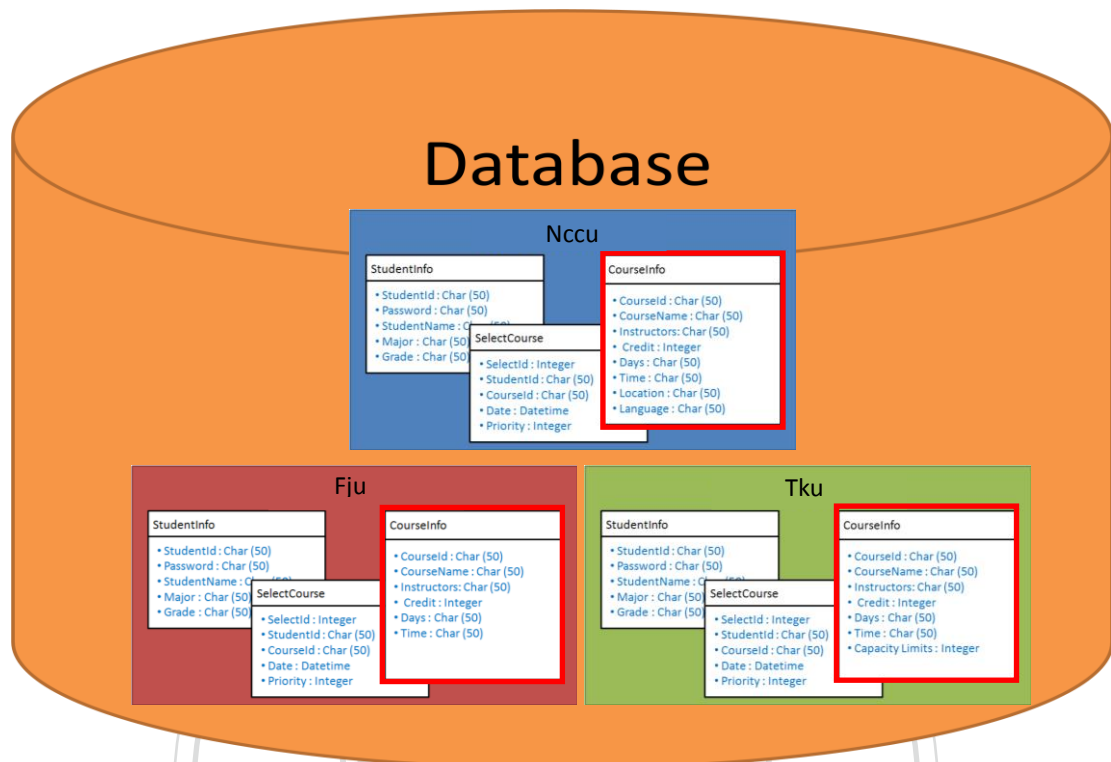 Database
Nccu
StudentInfo
• StudentId : Char (50)
• Password : Char (50)
• StudentName : Char (50)
• Major : Char (50)
• Grade : Char (50)
SelectCourse
• SelectId : Integer
• StudentId : Char (50)
• CourseId : Char (50)
• Date : Datetime
• Priority : Integer
CourseInfo
• CourseId : Char (50)
• CourseName : Char (50)
• Instructors: Char (50)
• Credit : Integer
• Days : Char (50)
• Time : Char (50)
• Location : Char (50)
• Language : Char (50)
Fju
StudentInfo
• StudentId : Char (50)
• Password : Char (50)
• StudentName : Char (50)
• Major : Char (50)
• Grade : Char (50)
SelectCourse
• SelectId : Integer
• StudentId : Char (50)
• CourseId : Char (50)
• Date : Datetime
• Priority : Integer
CourseInfo
• CourseId : Char (50)
• CourseName : Char (50)
• Instructors: Char (50)
• Credit : Integer
• Days : Char (50)
• Time : Char (50)
Tku
StudentInfo
• StudentId : Char (50)
• Password : Char (50)
• StudentName : Char (50)
• Major : Char (50)
• Grade : Char (50)
SelectCourse
• SelectId : Integer
• StudentId : Char (50)
• CourseId : Char (50)
• Date : Datetime
• Priority : Integer
CourseInfo
• CourseId : Char (50)
• CourseName : Char (50)
• Instructors: Char (50)
• Credit : Integer
• Days : Char (50)
• Time : Char (50)
• Capacity Limits : Integer